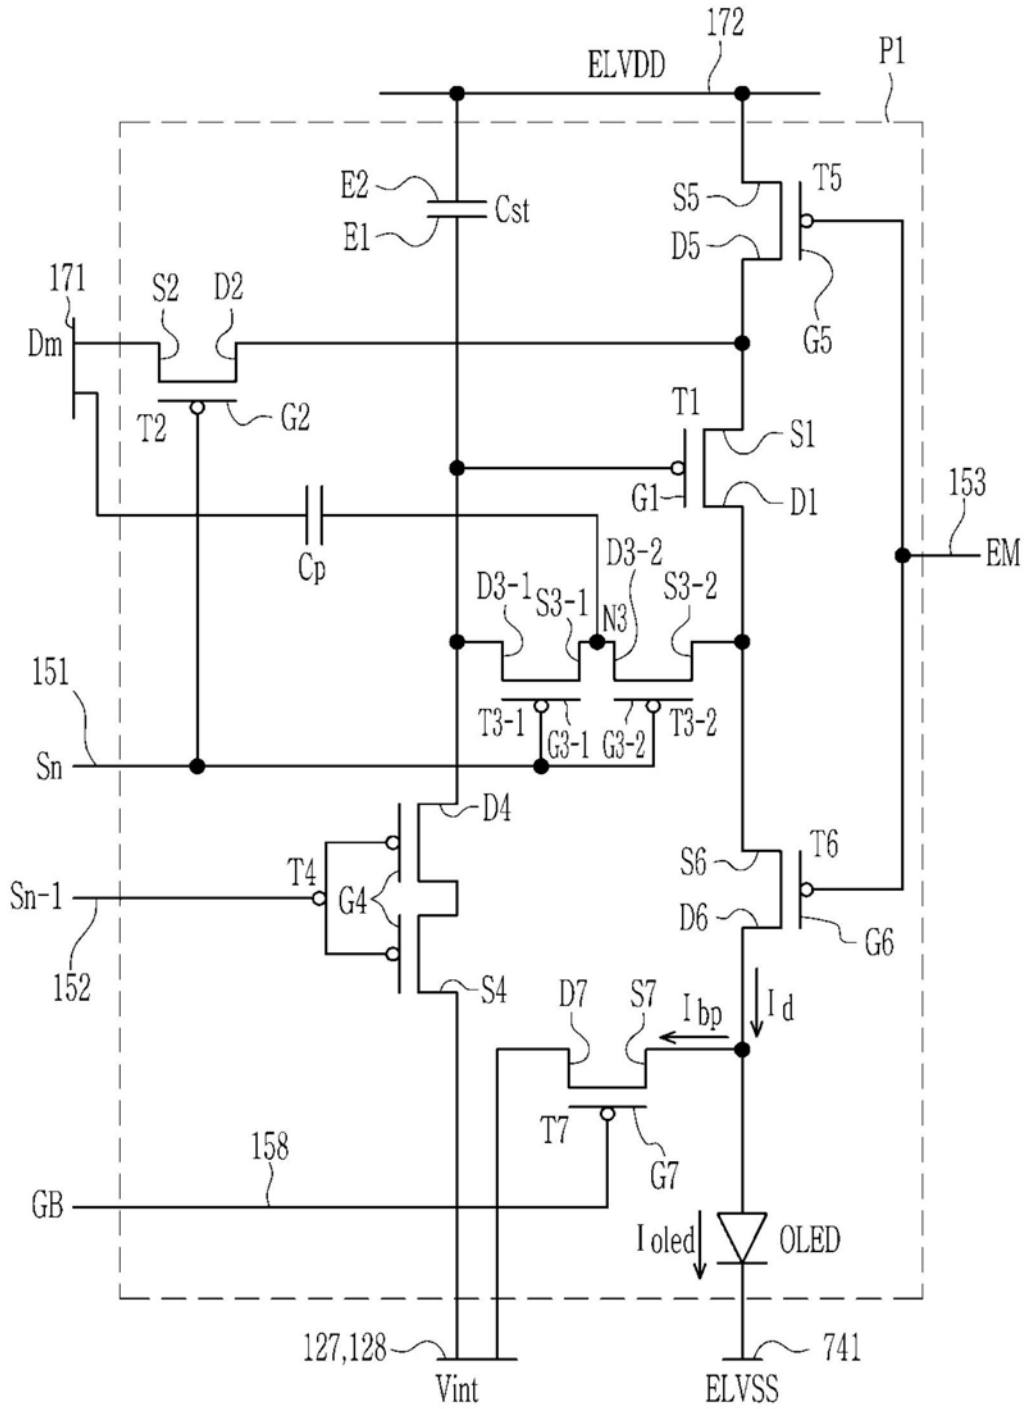 172
ELVDD
P1
E2
Cst
E1
T5
S5
D5
G5
171
S2
D2
Dm
T2
G2
T1
S1
G1
D1
153
EM
Cp
D3-1
S3-1
N3
D3-2
S3-2
151
T3-1
G3-1
G3-2
T3-2
Sn
D4
T4
G4
Sn-1
152
S4
T6
S6
D6
G6
D7
S7
Ibp
Id
T7
G7
158
GB
Ioled
OLED
127,128
Vint
741
ELVSS